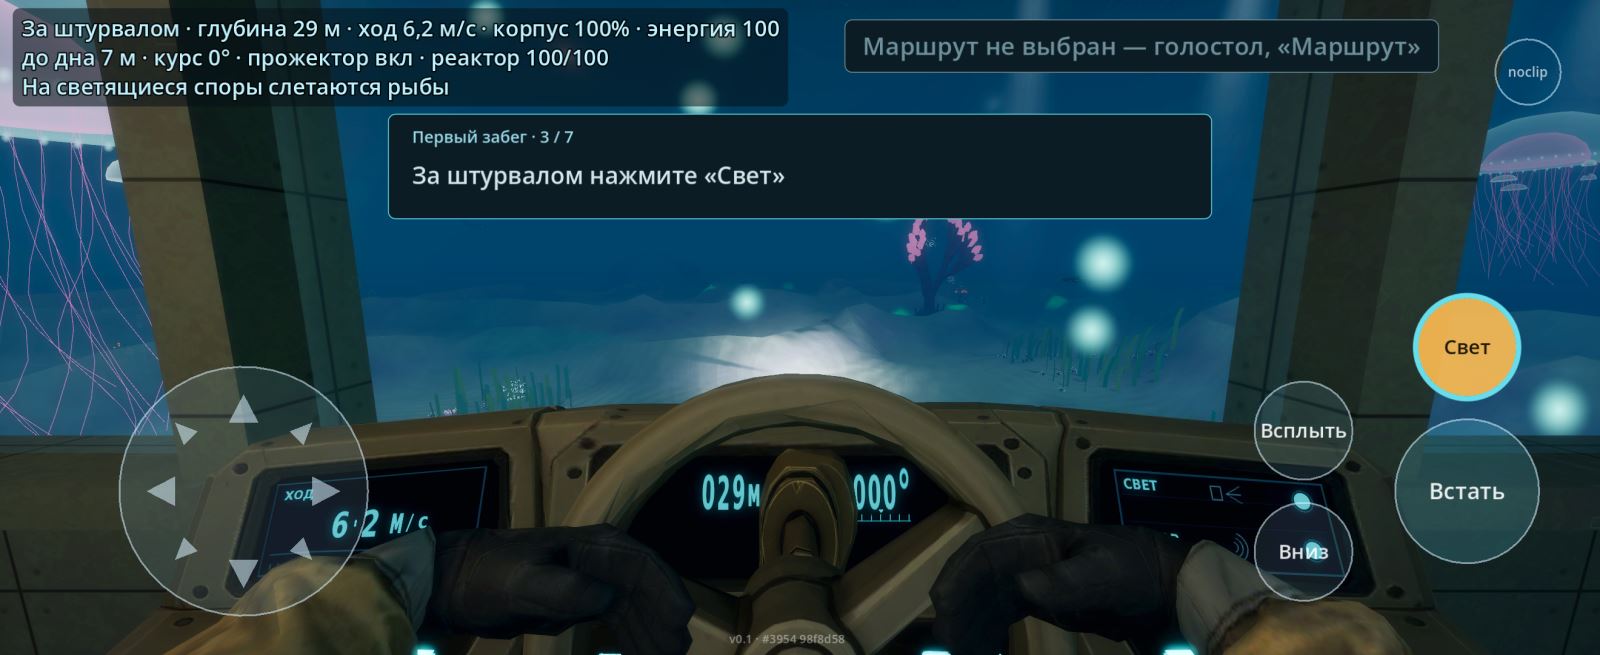 За штурвалом · глубина 29 м · ход 6,2 м/с · корпус 100% · энергия 100
до дна 7 м · курс 0° · прожектор вкл · реактор 100/100
На светящиеся споры слетаются рыбы
Маршрут не выбран — голостол, «Маршрут»
noclip
Первый забег · 3 / 7
За штурвалом нажмите «Свет»
Свет
Всплыть
Встать
Вниз
ХОД
6.2 М/с
029м
000°
СВЕТ
v0.1 · #3954 98f8d58